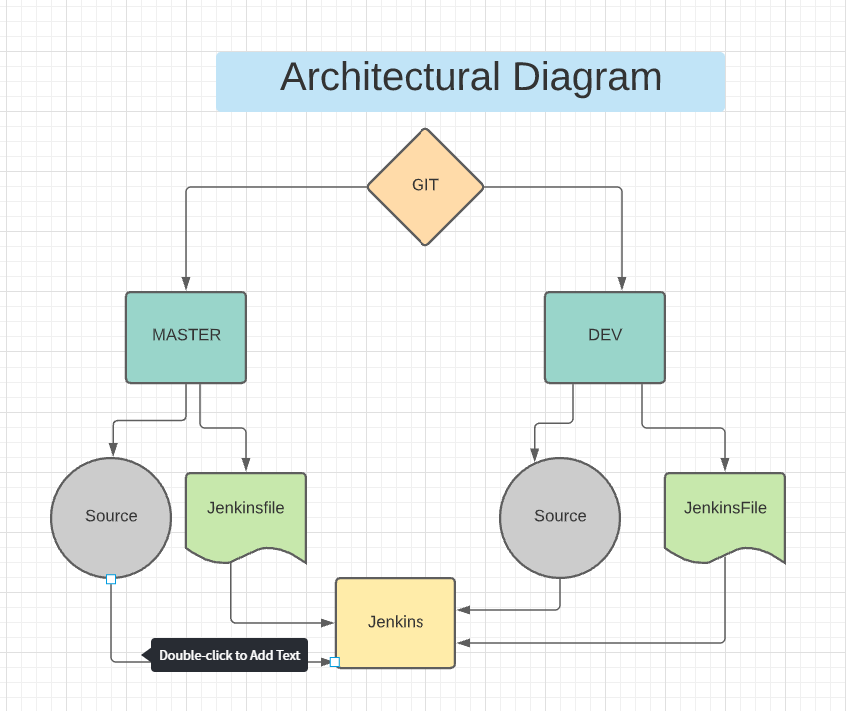 Architectural Diagram
GIT
MASTER
DEV
Source
Jenkinsfile
Source
JenkinsFile
Jenkins
Double-click to Add Text